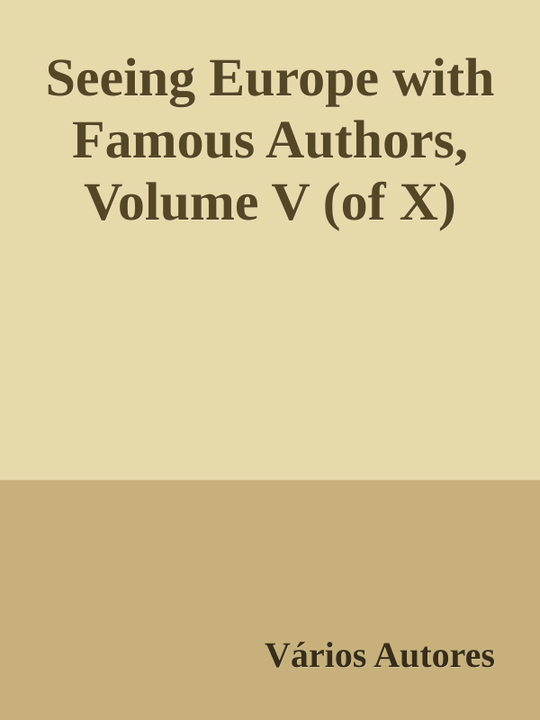 Seeing Europe with
Famous Authors,
Volume V (of X)
Vários Autores